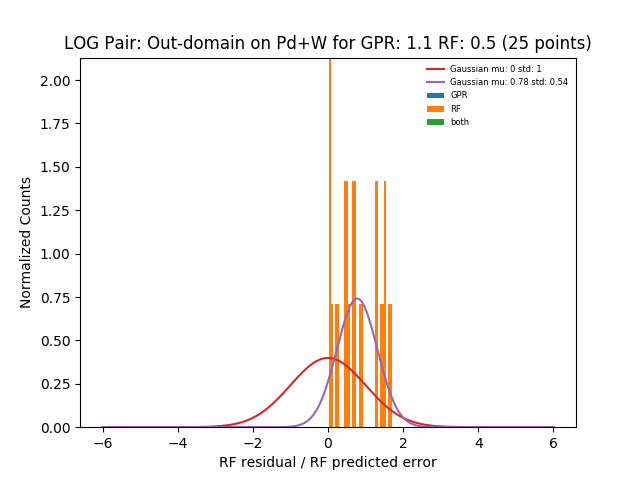 LOG Pair: Out-domain on Pd+W for GPR: 1.1 RF: 0.5 (25 points)
Gaussian mu: 0 std: 1
Gaussian mu: 0.78 std: 0.54
GPR
RF
both
2.00
1.75
1.50
1.25
1.00
0.75
0.50
0.25
0.00
Normalized Counts
−6 −4 −2 0 2 4 6
RF residual / RF predicted error